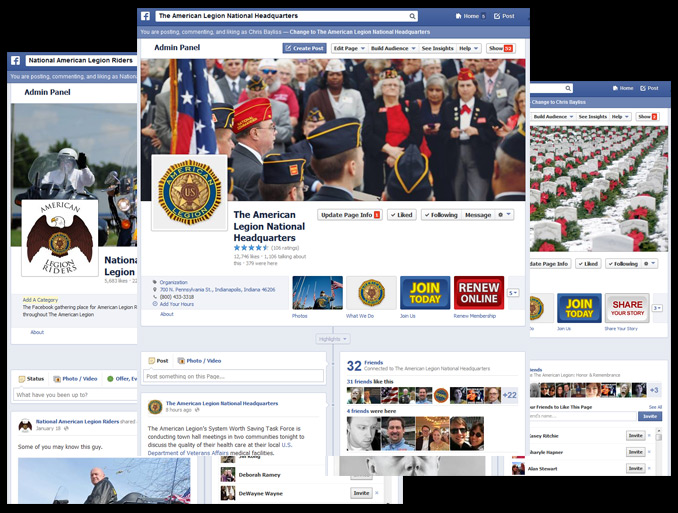 The American Legion National Headquarters
Home 5
Post
You are posting, commenting, and liking as Chris Bayliss — Change to The American Legion National Headquarters
Admin Panel
Create Post
Edit Page
Build Audience
See Insights
Help
Show 52
AMERICAN LEGION
US
The American
Legion National
Headquarters
Update Page Info 1
Liked
Following
Message
(106 ratings)
12,746 likes · 1,106 talking about
this · 379 were here
Organization
700 N. Pennsylvania St., Indianapolis, Indiana 46206
(800) 433-3318
Add Your Hours
About
JOIN
TODAY
RENEW
ONLINE
5
Photos
What We Do
Join Us
Renew Membership
Highlights
Post
Photo / Video
Post something on this Page...
The American Legion National Headquarters
9 hours ago
The American Legion's System Worth Saving Task Force is
conducting town hall meetings in two communities tonight to
discuss the quality of their health care at their local U.S.
Department of Veterans Affairs medical facilities.
32
Friends
Connected to The American Legion National Headquarters
31 friends like this
+22
4 friends were here
National American Legion Riders
You are posting, commenting, and liking as Nation
Admin Panel
AMERICAN
LEGION
RIDERS
Nationa
Legion
5,683 likes · 22
Add A Category
The Facebook gathering place for American Legion R
throughout The American Legion
About
Status
Photo / Video
Offer, Ev
What have you been up to?
National American Legion Riders shared
January 18
Some of you may know this guy.
Deborah Ramey
DeWayne Wayne
Invite
Home
Post
Change to Chris Bayliss
Build Audience
See Insights
Help
Show 2
date Page Info
Liked
Following
JOIN
TODAY
SHARE
YOUR STORY
Join Us
Share Your Story
ends
to The American Legion: Honor & Remembrance
+3
our Friends to Like This Page
See All
Invite
asey Ritchie
Invite
haryle Hapner
Invite
Alan Stewart
Invite